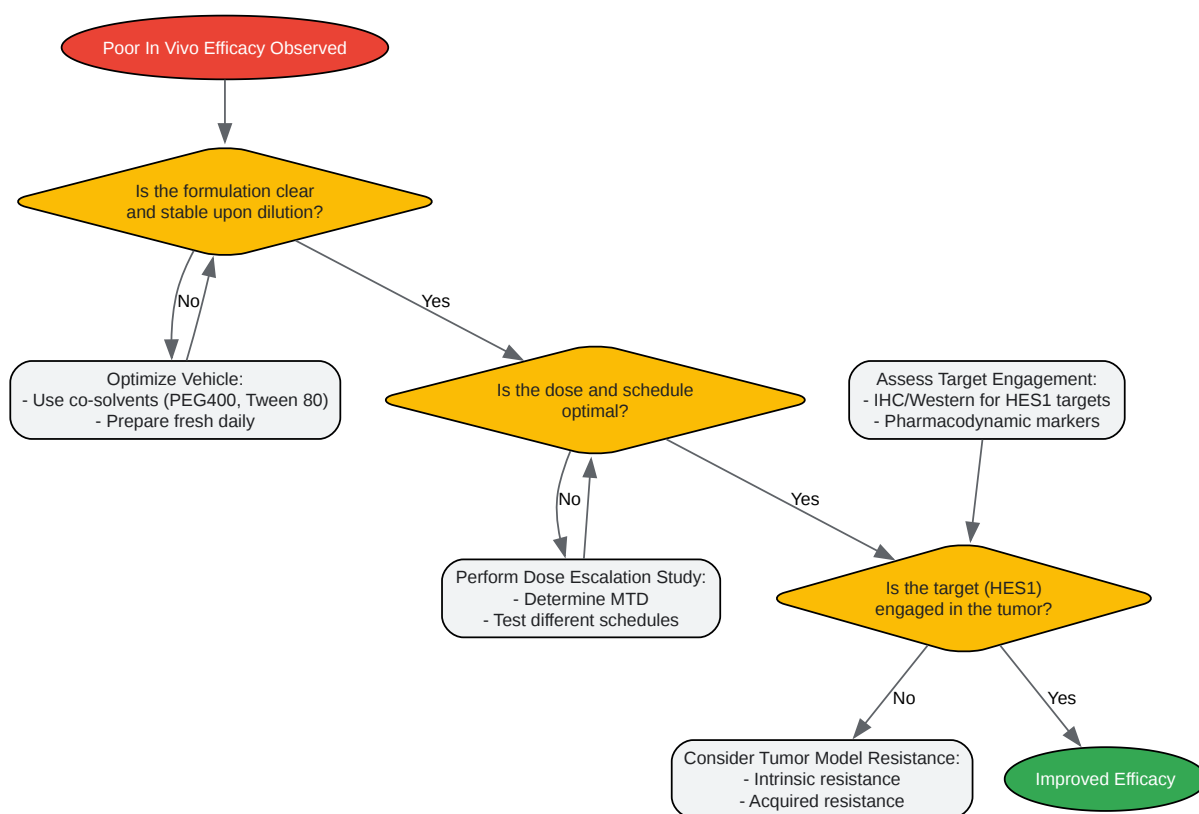 Poor In Vivo Efficacy Observed
Is the formulation clear
and stable upon dilution?
No
Yes
Optimize Vehicle:
- Use co-solvents (PEG400, Tween 80)
- Prepare fresh daily
Is the dose and schedule
optimal?
Assess Target Engagement:
- IHC/Western for HES1 targets
- Pharmacodynamic markers
No
Yes
Perform Dose Escalation Study:
- Determine MTD
- Test different schedules
Is the target (HES1)
engaged in the tumor?
No
Yes
Consider Tumor Model Resistance:
- Intrinsic resistance
- Acquired resistance
Improved Efficacy